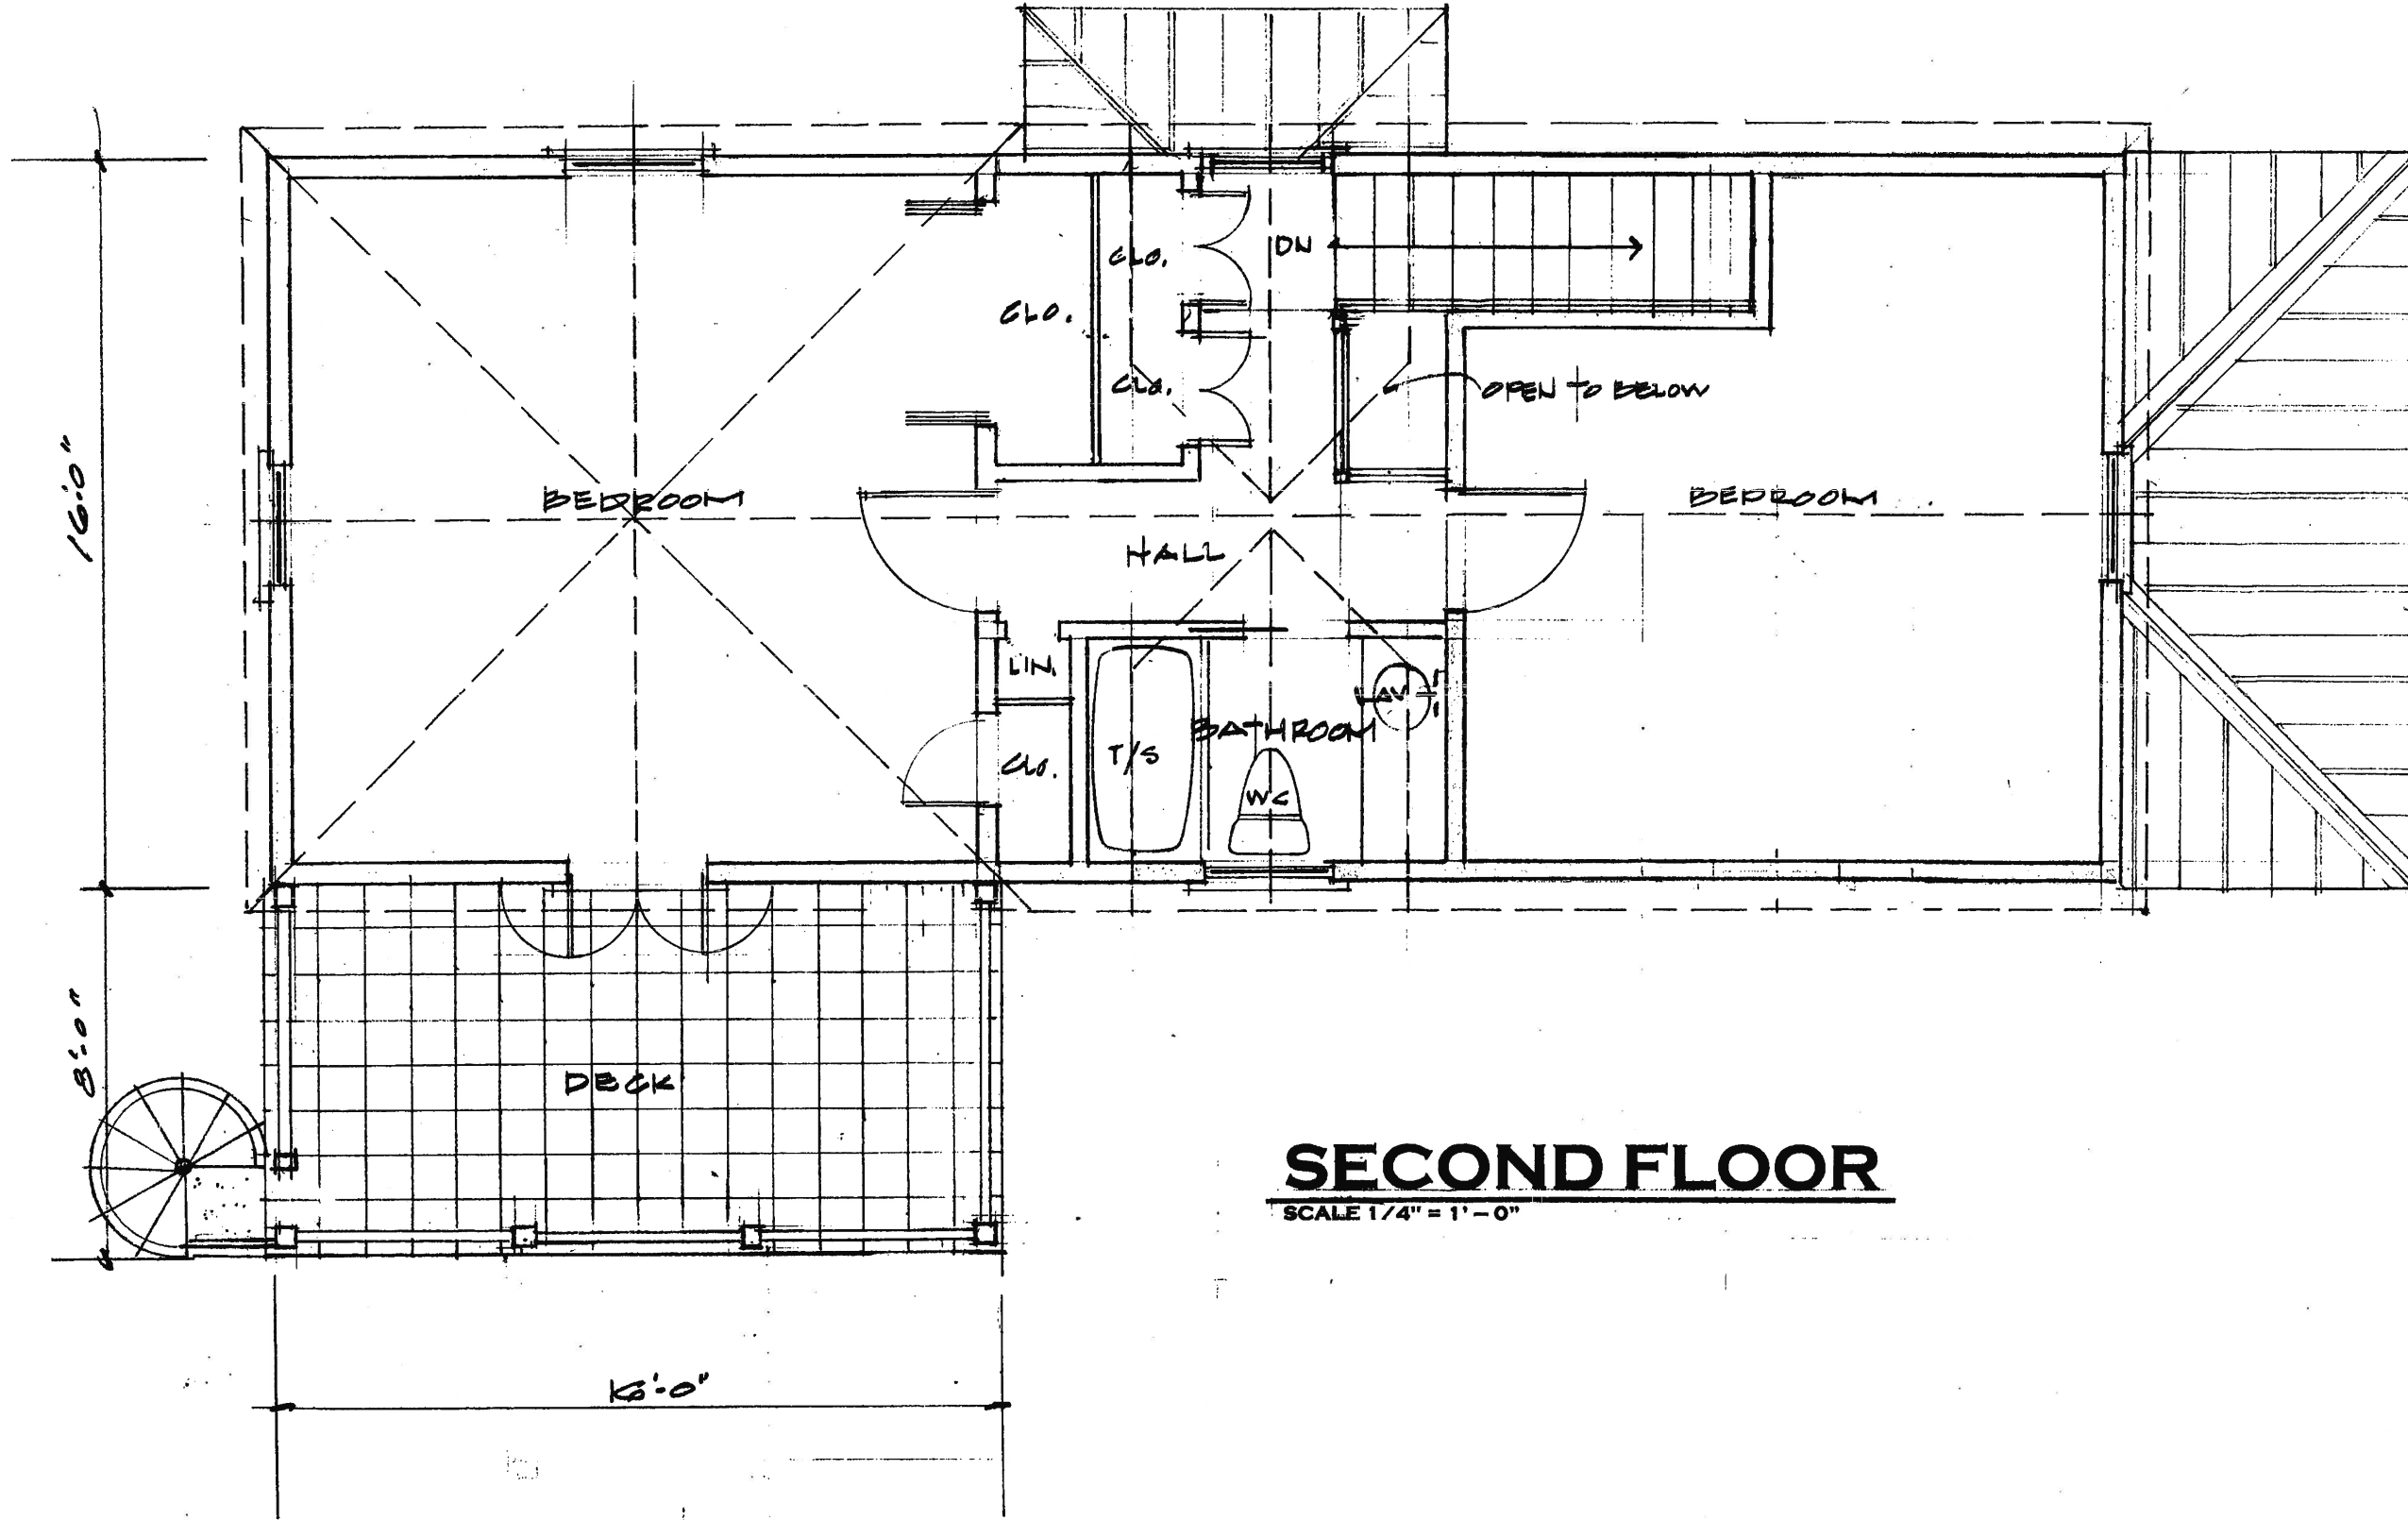 CLO.
DN
CLO.
CLO.
OPEN TO BELOW
16'-0"
BEDROOM
BEDROOM
HALL
LIN.
LAV
BATHROOM
T/S
CLO.
WC
8'-0"
DECK
SECOND FLOOR
SCALE 1/4" = 1' – 0"
16'-0"